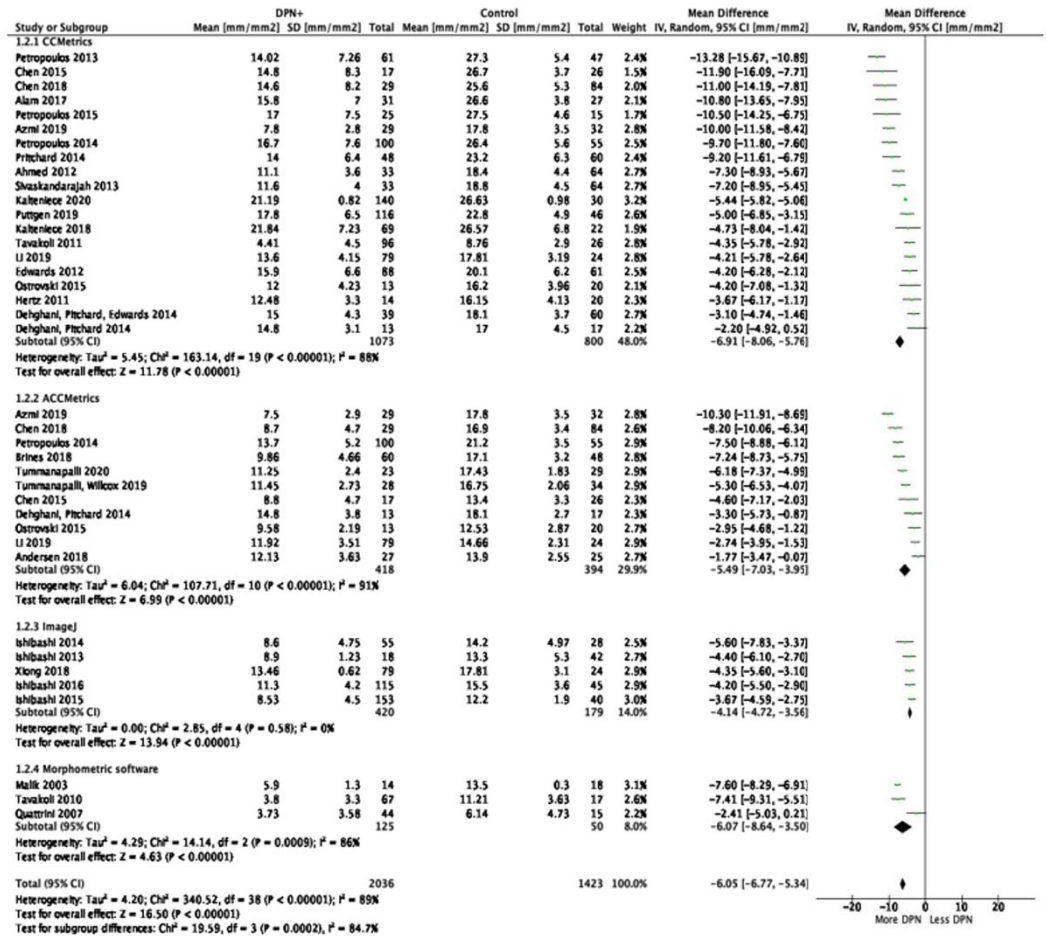 DPN+ Control Mean Difference Mean Difference
Study or Subgroup Mean [mm/mm2] SD [mm/mm2] Total Mean [mm/mm2] SD [mm/mm2] Total Weight IV, Random, 95% CI [mm/mm2] IV, Random, 95% CI [mm/mm2]
1.2.1 CCMetrics
Petropoulos 2013 14.02 7.26 61 27.3 5.4 47 2.4% -13.28 [-15.67, -10.89]
Chen 2015 14.8 8.3 17 26.7 3.7 26 1.5% -11.90 [-16.09, -7.71]
Chen 2018 14.6 8.2 29 25.6 5.3 84 2.0% -11.00 [-14.19, -7.81]
Alam 2017 15.8 7 31 26.6 3.8 27 2.2% -10.80 [-13.65, -7.95]
Petropoulos 2015 17 7.5 25 27.5 4.6 15 1.7% -10.50 [-14.25, -6.75]
Azmi 2019 7.8 2.8 29 17.8 3.5 32 2.8% -10.00 [-11.58, -8.42]
Petropoulos 2014 16.7 7.6 100 26.4 5.6 55 2.5% -9.70 [-11.80, -7.60]
Pritchard 2014 14 6.4 48 23.2 6.3 60 2.4% -9.20 [-11.61, -6.79]
Ahmed 2012 11.1 3.6 33 18.4 4.4 64 2.7% -7.30 [-8.93, -5.67]
Sivaskandarajah 2013 11.6 4 33 18.8 4.5 64 2.7% -7.20 [-8.95, -5.45]
Kalteniece 2020 21.19 0.82 140 26.63 0.98 30 3.2% -5.44 [-5.82, -5.06]
Puttgen 2019 17.8 6.5 116 22.8 4.9 46 2.6% -5.00 [-6.85, -3.15]
Kalteniece 2018 21.84 7.23 69 26.57 6.8 22 1.9% -4.73 [-8.04, -1.42]
Tavakoli 2011 4.41 4.5 96 8.76 2.9 26 2.8% -4.35 [-5.78, -2.92]
Li 2019 13.6 4.15 79 17.81 3.19 24 2.8% -4.21 [-5.78, -2.64]
Edwards 2012 15.9 6.6 88 20.1 6.2 61 2.5% -4.20 [-6.28, -2.12]
Ostrovski 2015 12 4.23 13 16.2 3.96 20 2.1% -4.20 [-7.08, -1.32]
Hertz 2011 12.48 3.3 14 16.15 4.13 20 2.3% -3.67 [-6.17, -1.17]
Dehghani, Pitchard, Edwards 2014 15 4.3 39 18.1 3.7 60 2.7% -3.10 [-4.74, -1.46]
Dehghani, Pitchard 2014 14.8 3.1 13 17 4.5 17 2.2% -2.20 [-4.92, 0.52]
Subtotal (95% CI) 1073 800 48.0% -6.91 [-8.06, -5.76]
Heterogeneity: Tau² = 5.45; Chi² = 163.14, df = 19 (P < 0.00001); I² = 88%
Test for overall effect: Z = 11.78 (P < 0.00001)
1.2.2 ACCMetrics
Azmi 2019 7.5 2.9 29 17.8 3.5 32 2.8% -10.30 [-11.91, -8.69]
Chen 2018 8.7 4.7 29 16.9 3.4 84 2.6% -8.20 [-10.06, -6.34]
Petropoulos 2014 13.7 5.2 100 21.2 3.5 55 2.8% -7.50 [-8.88, -6.12]
Brines 2018 9.86 4.66 60 17.1 3.2 48 2.8% -7.24 [-8.73, -5.75]
Tummanapalli 2020 11.25 2.4 23 17.43 1.83 29 2.9% -6.18 [-7.37, -4.99]
Tummanapalli, Willcox 2019 11.45 2.73 28 16.75 2.06 34 2.9% -5.30 [-6.53, -4.07]
Chen 2015 8.8 4.7 17 13.4 3.3 26 2.2% -4.60 [-7.17, -2.03]
Dehghani, Pitchard 2014 14.8 3.8 13 18.1 2.7 17 2.3% -3.30 [-5.73, -0.87]
Ostrovski 2015 9.58 2.19 13 12.53 2.87 20 2.7% -2.95 [-4.68, -1.22]
Li 2019 11.92 3.51 79 14.66 2.31 24 2.9% -2.74 [-3.95, -1.53]
Andersen 2018 12.13 3.63 27 13.9 2.55 25 2.7% -1.77 [-3.47, -0.07]
Subtotal (95% CI) 418 394 29.9% -5.49 [-7.03, -3.95]
Heterogeneity: Tau² = 6.04; Chi² = 107.71, df = 10 (P < 0.00001); I² = 91%
Test for overall effect: Z = 6.99 (P < 0.00001)
1.2.3 ImageJ
Ishibashi 2014 8.6 4.75 55 14.2 4.97 28 2.5% -5.60 [-7.83, -3.37]
Ishibashi 2013 8.9 1.23 18 13.3 5.3 42 2.7% -4.40 [-6.10, -2.70]
Xiong 2018 13.46 0.62 79 17.81 3.1 24 2.9% -4.35 [-5.60, -3.10]
Ishibashi 2016 11.3 4.2 115 15.5 3.6 45 2.9% -4.20 [-5.50, -2.90]
Ishibashi 2015 8.53 4.5 153 12.2 1.9 40 3.0% -3.67 [-4.59, -2.75]
Subtotal (95% CI) 420 179 14.0% -4.14 [-4.72, -3.56]
Heterogeneity: Tau² = 0.00; Chi² = 2.85, df = 4 (P = 0.58); I² = 0%
Test for overall effect: Z = 13.94 (P < 0.00001)
1.2.4 Morphometric software
Malik 2003 5.9 1.3 14 13.5 0.3 18 3.1% -7.60 [-8.29, -6.91]
Tavakoli 2010 3.8 3.3 67 11.21 3.63 17 2.6% -7.41 [-9.31, -5.51]
Quattrini 2007 3.73 3.58 44 6.14 4.73 15 2.2% -2.41 [-5.03, 0.21]
Subtotal (95% CI) 125 50 8.0% -6.07 [-8.64, -3.50]
Heterogeneity: Tau² = 4.29; Chi² = 14.14, df = 2 (P = 0.0009); I² = 86%
Test for overall effect: Z = 4.63 (P < 0.00001)
Total (95% CI) 2036 1423 100.0% -6.05 [-6.77, -5.34]
Heterogeneity: Tau² = 4.20; Chi² = 340.52, df = 38 (P < 0.00001); I² = 89%
Test for overall effect: Z = 16.50 (P < 0.00001)
Test for subgroup differences: Chi² = 19.59, df = 3 (P = 0.0002), I² = 84.7%
-20 -10 0 10 20
More DPN Less DPN